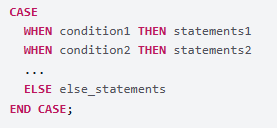 CASE
WHEN condition1 THEN statements1
WHEN condition2 THEN statements2
...
ELSE else_statements
END CASE;